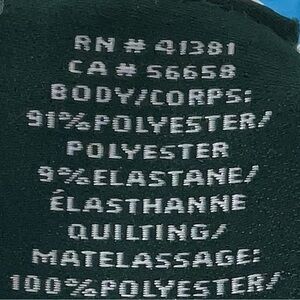 RN # 41381
CA # 56658
BODY/CORPS:
91%POLYESTER/
POLYESTER
9%ELASTANE/
ÉLASTHANNE
QUILTING/
MATELASSAGE:
100%POLYESTER/